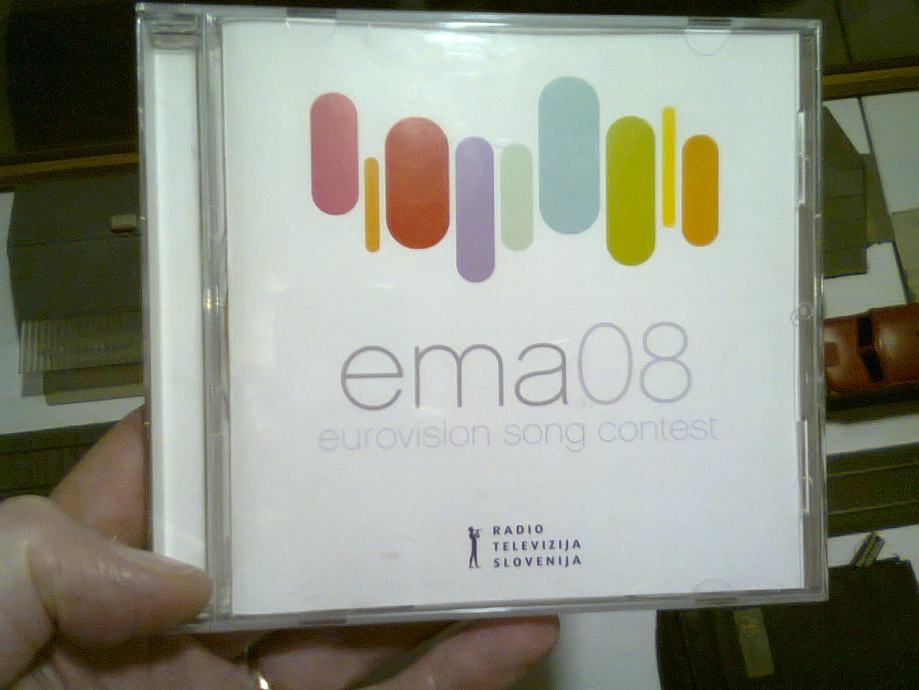 ema08
eurovision song contest
RADIO
TELEVIZIJA
SLOVENIJA